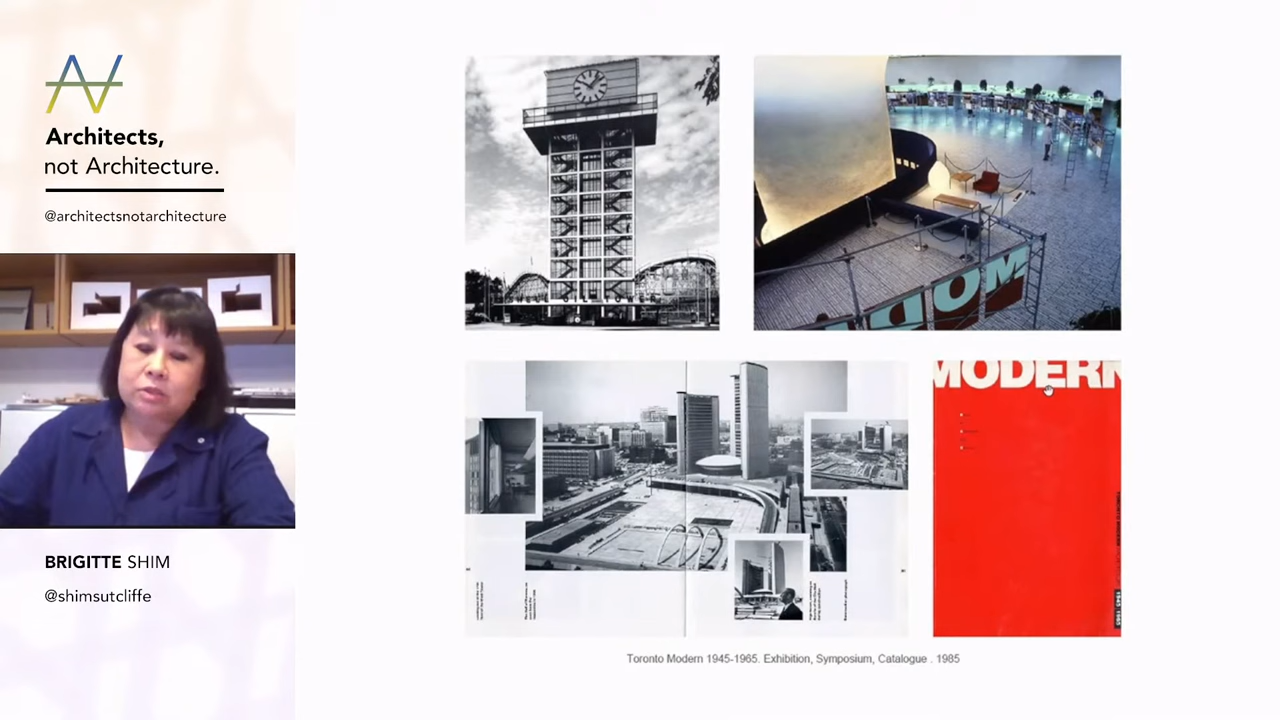 Architects,
not Architecture.
@architectsnotarchitecture
BRIGITTE SHIM
@shimsutcliffe
MODERN
Toronto Modern 1945-1965. Exhibition, Symposium, Catalogue . 1985